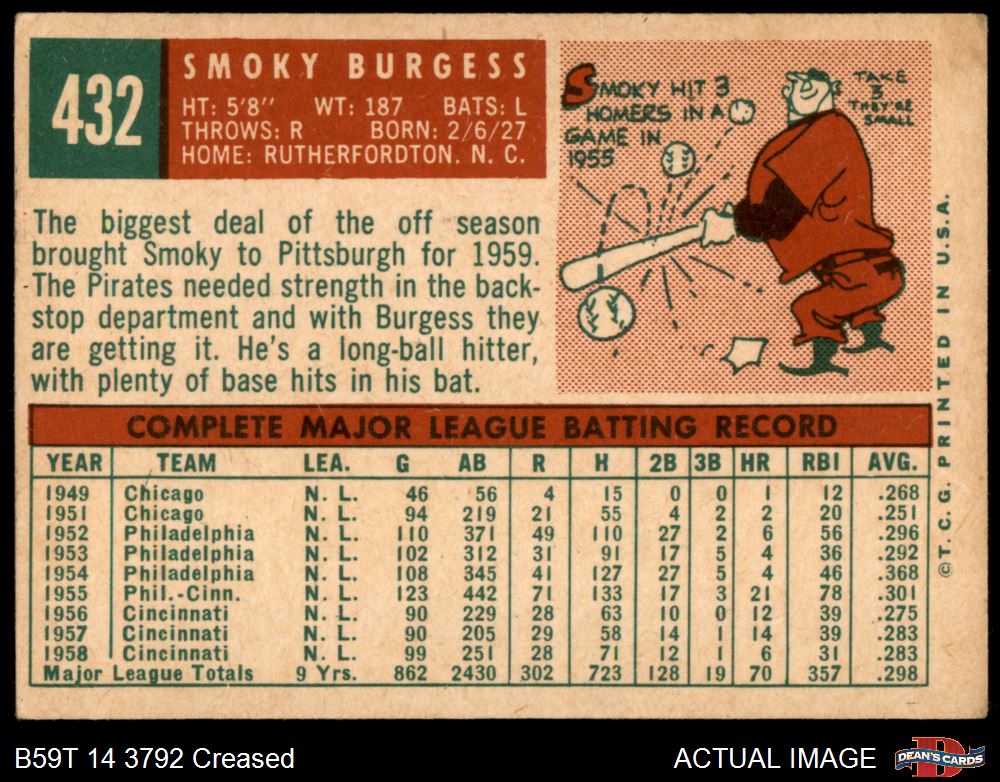 432
SMOKY BURGESS
HT: 5'8" WT: 187 BATS: L
THROWS: R BORN: 2/6/27
HOME: RUTHERFORDTON, N. C.
SMOKY HIT 3
HOMERS IN A
GAME IN
1955
TAKE
3
THEY'RE
SMALL
The biggest deal of the off season
brought Smoky to Pittsburgh for 1959.
The Pirates needed strength in the back-
stop department and with Burgess they
are getting it. He's a long-ball hitter,
with plenty of base hits in his bat.
COMPLETE MAJOR LEAGUE BATTING RECORD
YEAR TEAM LEA. G AB R H 2B 3B HR RBI AVG.
1949 Chicago N. L. 46 56 4 15 0 0 1 12 .268
1951 Chicago N. L. 94 219 21 55 4 2 2 20 .251
1952 Philadelphia N. L. 110 371 49 110 27 2 6 56 .296
1953 Philadelphia N. L. 102 312 31 91 17 5 4 36 .292
1954 Philadelphia N. L. 108 345 41 127 27 5 4 46 .368
1955 Phil.-Cinn. N. L. 123 442 71 133 17 3 21 78 .301
1956 Cincinnati N. L. 90 229 28 63 10 0 12 39 .275
1957 Cincinnati N. L. 90 205 29 58 14 1 14 39 .283
1958 Cincinnati N. L. 99 251 28 71 12 1 6 31 .283
Major League Totals 9 Yrs. 862 2430 302 723 128 19 70 357 .298
©T. C. G. PRINTED IN U.S.A.
B59T 14 3792 Creased
ACTUAL IMAGE
D
DEAN'S CARDS